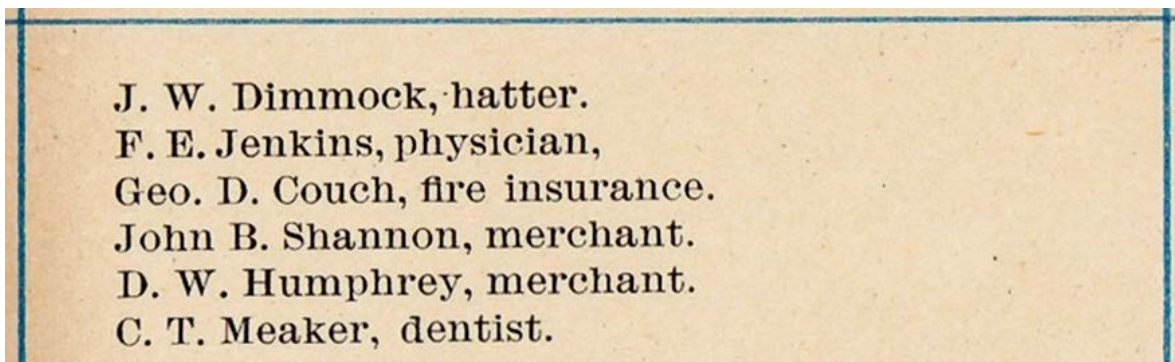 J. W. Dimmock, hatter.
F. E. Jenkins, physician,
Geo. D. Couch, fire insurance.
John B. Shannon, merchant.
D. W. Humphrey, merchant.
C. T. Meaker, dentist.